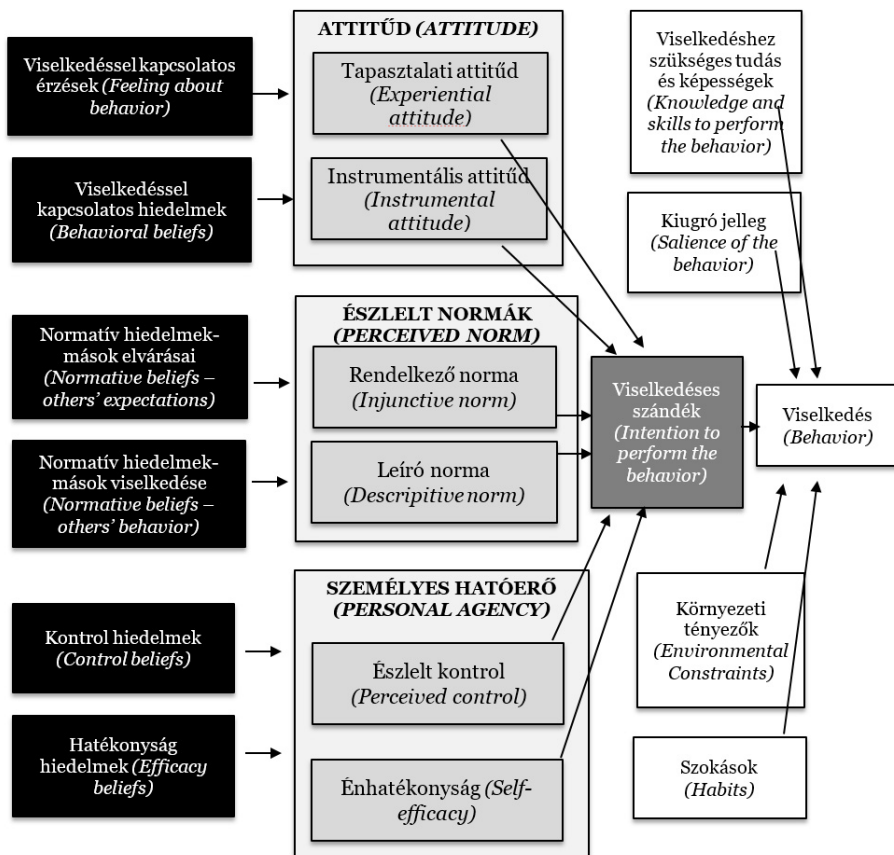 Viselkedéssel kapcsolatos
érzések (Feeling about
behavior)
Viselkedéssel
kapcsolatos hiedelmek
(Behavioral beliefs)
Normatív hiedelmek-
mások elvárásai
(Normative beliefs –
others’ expectations)
Normatív hiedelmek-
mások viselkedése
(Normative beliefs –
others’ behavior)
Kontrol hiedelmek
(Control beliefs)
Hatékonyság
hiedelmek (Efficacy
beliefs)
ATTITŰD (ATTITUDE)
Tapasztalati attitűd
(Experiential
attitude)
Instrumentális attitűd
(Instrumental
attitude)
ÉSZLELT NORMÁK
(PERCEIVED NORM)
Rendelkező norma
(Injunctive norm)
Leíró norma
(Descripitive norm)
SZEMÉLYES HATÓERŐ
(PERSONAL AGENCY)
Észlelt kontrol
(Perceived control)
Énhatékonyság (Self-
efficacy)
Viselkedéses
szándék
(Intention to
perform the
behavior)
Viselkedéshez
szükséges tudás
és képességek
(Knowledge and
skills to perform
the behavior)
Kiugró jelleg
(Salience of the
behavior)
Viselkedés
(Behavior)
Környezeti
tényezők
(Environmental
Constraints)
Szokások
(Habits)